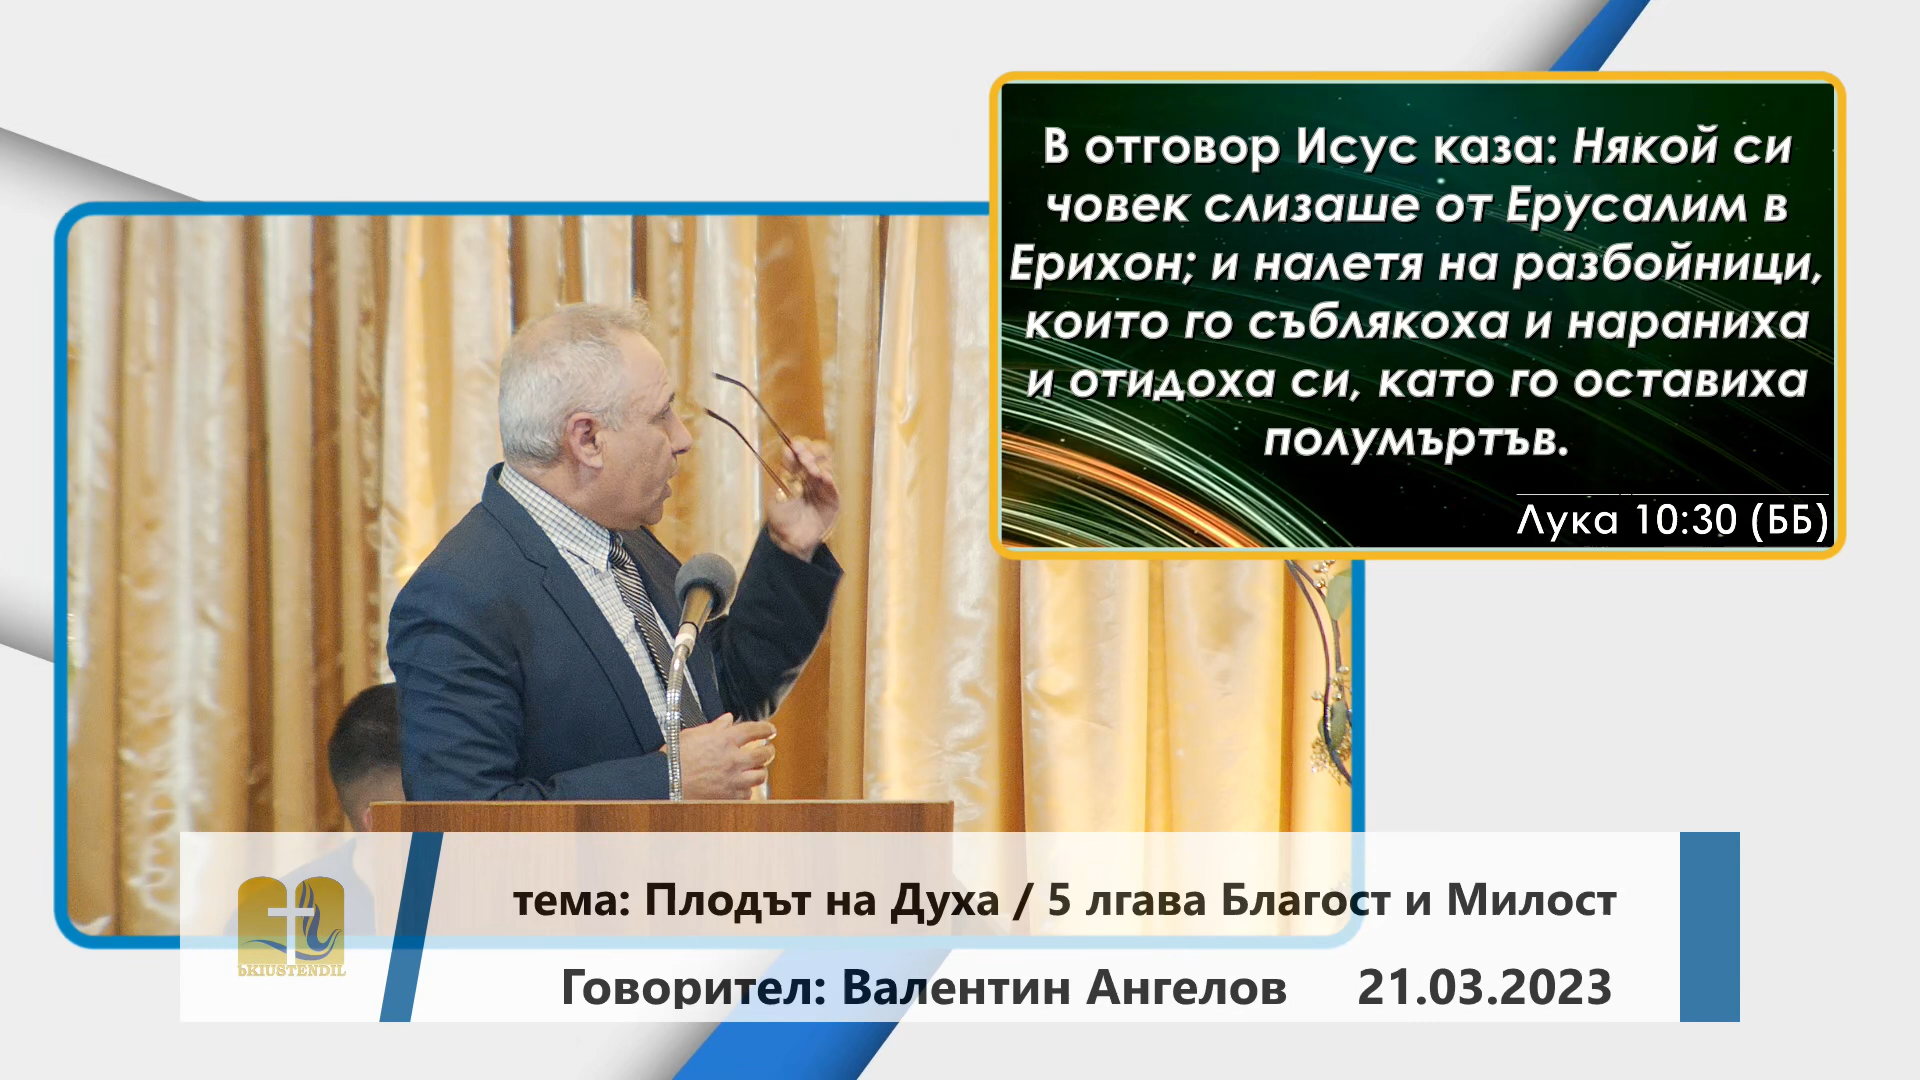 В отговор Исус каза: Някой си
човек слизаше от Ерусалим в
Ерихон; и налетя на разбойници,
които го съблякоха и нараниха
и отидоха си, като го оставиха
полумъртъв.
Лука 10:30 (ББ)
тема: Плодът на Духа / 5 лгава Благост и Милост
Говорител: Валентин Ангелов 21.03.2023
bKIUSTENDIL